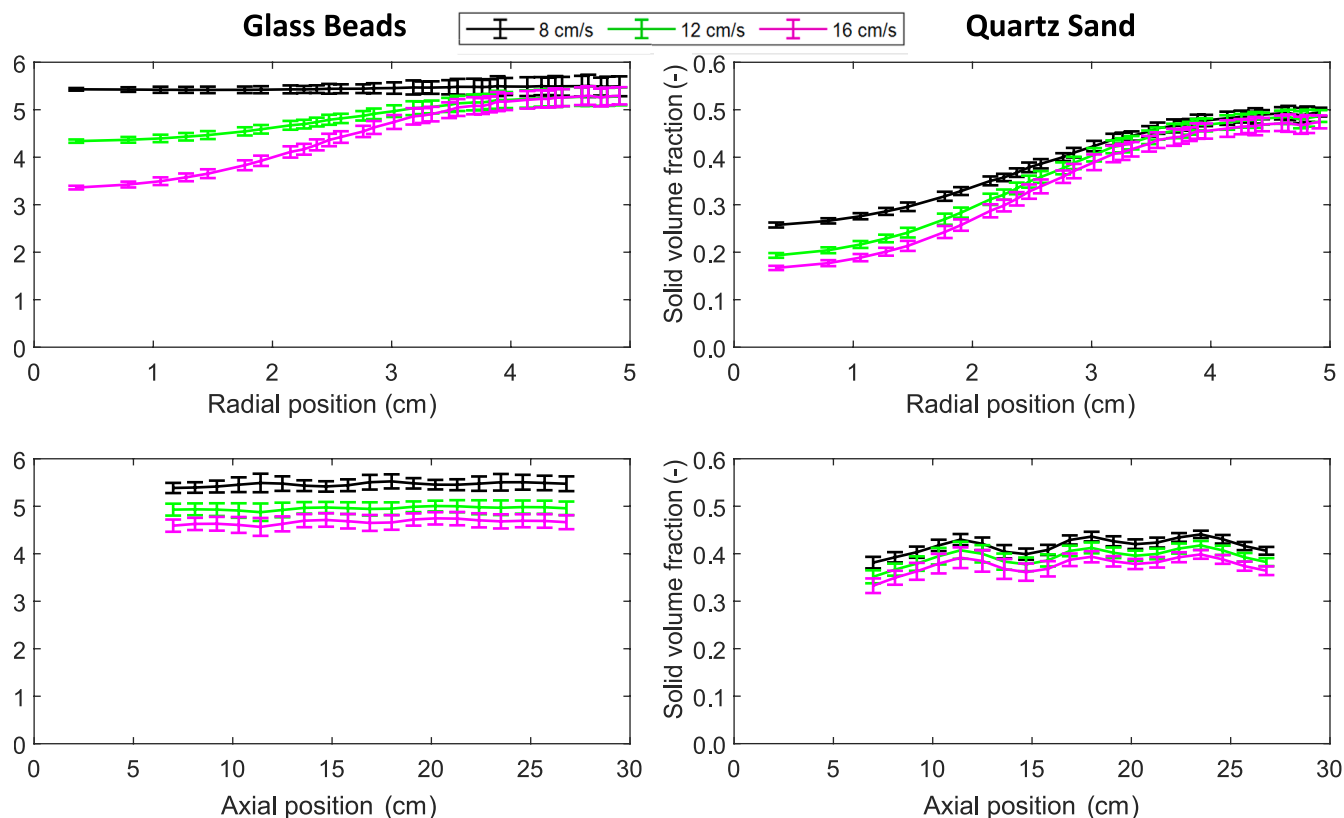 Glass Beads
8 cm/s 12 cm/s 16 cm/s
Quartz Sand
6
5
4
3
2
1
0
0 1 2 3 4 5
Radial position (cm)
Solid volume fraction (-)
0.6
0.5
0.4
0.3
0.2
0.1
0.0
0 1 2 3 4 5
Radial position (cm)
6
5
4
3
2
1
0
0 5 10 15 20 25 30
Axial position (cm)
Solid volume fraction (-)
0.6
0.5
0.4
0.3
0.2
0.1
0.0
0 5 10 15 20 25 30
Axial position (cm)